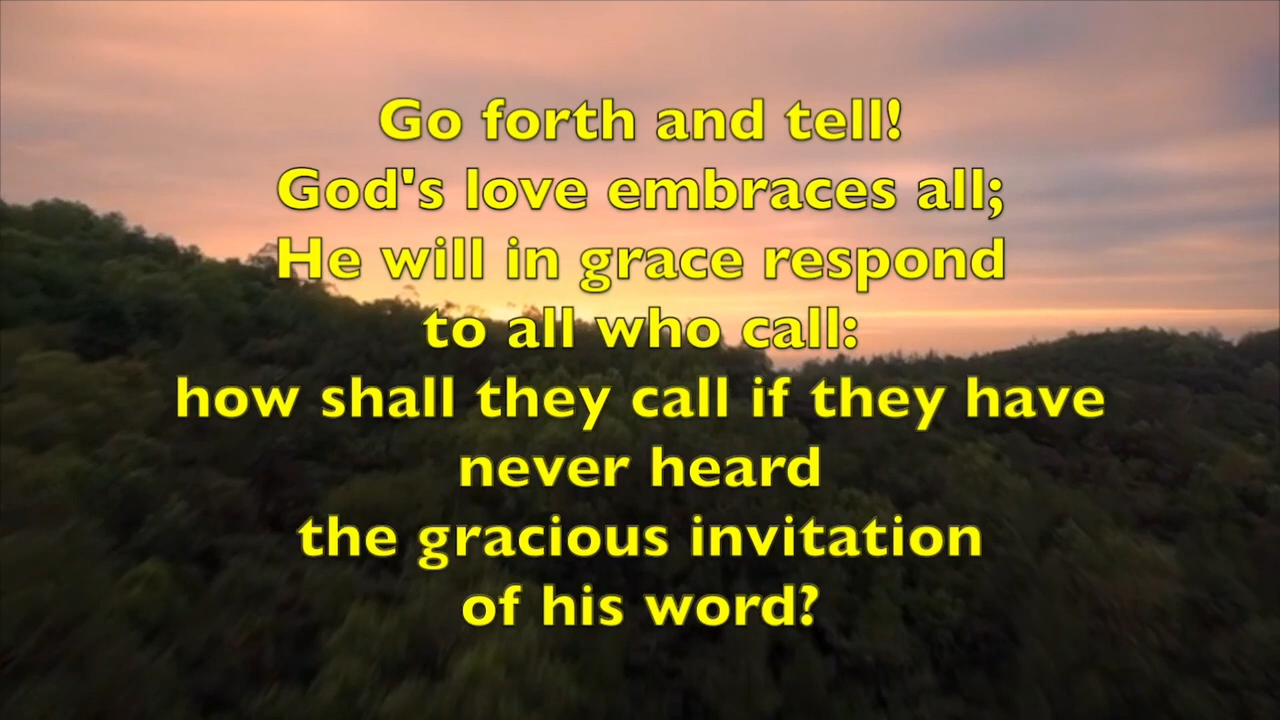 Go forth and tell!
God's love embraces all;
He will in grace respond
to all who call:
how shall they call if they have
never heard
the gracious invitation
of his word?